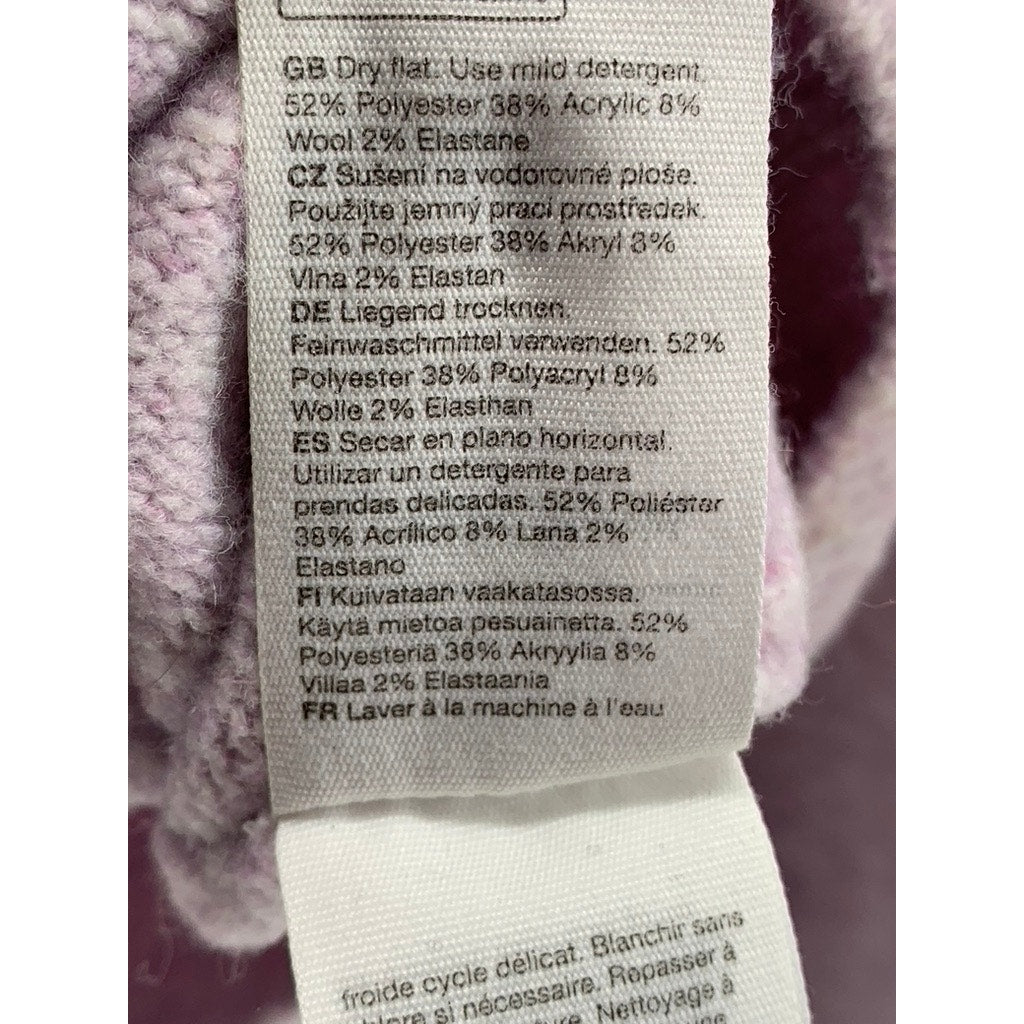 GB Dry flat. Use mild detergent.
52% Polyester 38% Acrylic 8%
Wool 2% Elastane
CZ Sušení na vodorovné ploše.
Použijte jemný prací prostředek.
52% Polyester 38% Akryl 8%
Vlna 2% Elastan
DE Liegend trocknen.
Feinwaschmittel verwenden. 52%
Polyester 38% Polyacryl 8%
Wolle 2% Elasthan
ES Secar en plano horizontal.
Utilizar un detergente para
prendas delicadas. 52% Poliéster
38% Acrílico 8% Lana 2%
Elastano
FI Kuivataan vaakatasossa.
Käytä mietoa pesuainetta. 52%
Polyesteriä 38% Akryylia 8%
Villaa 2% Elastaania
FR Laver à la machine à l'eau
froide cycle délicat. Blanchir sans
si nécessaire. Repasser à
Nettoyage à